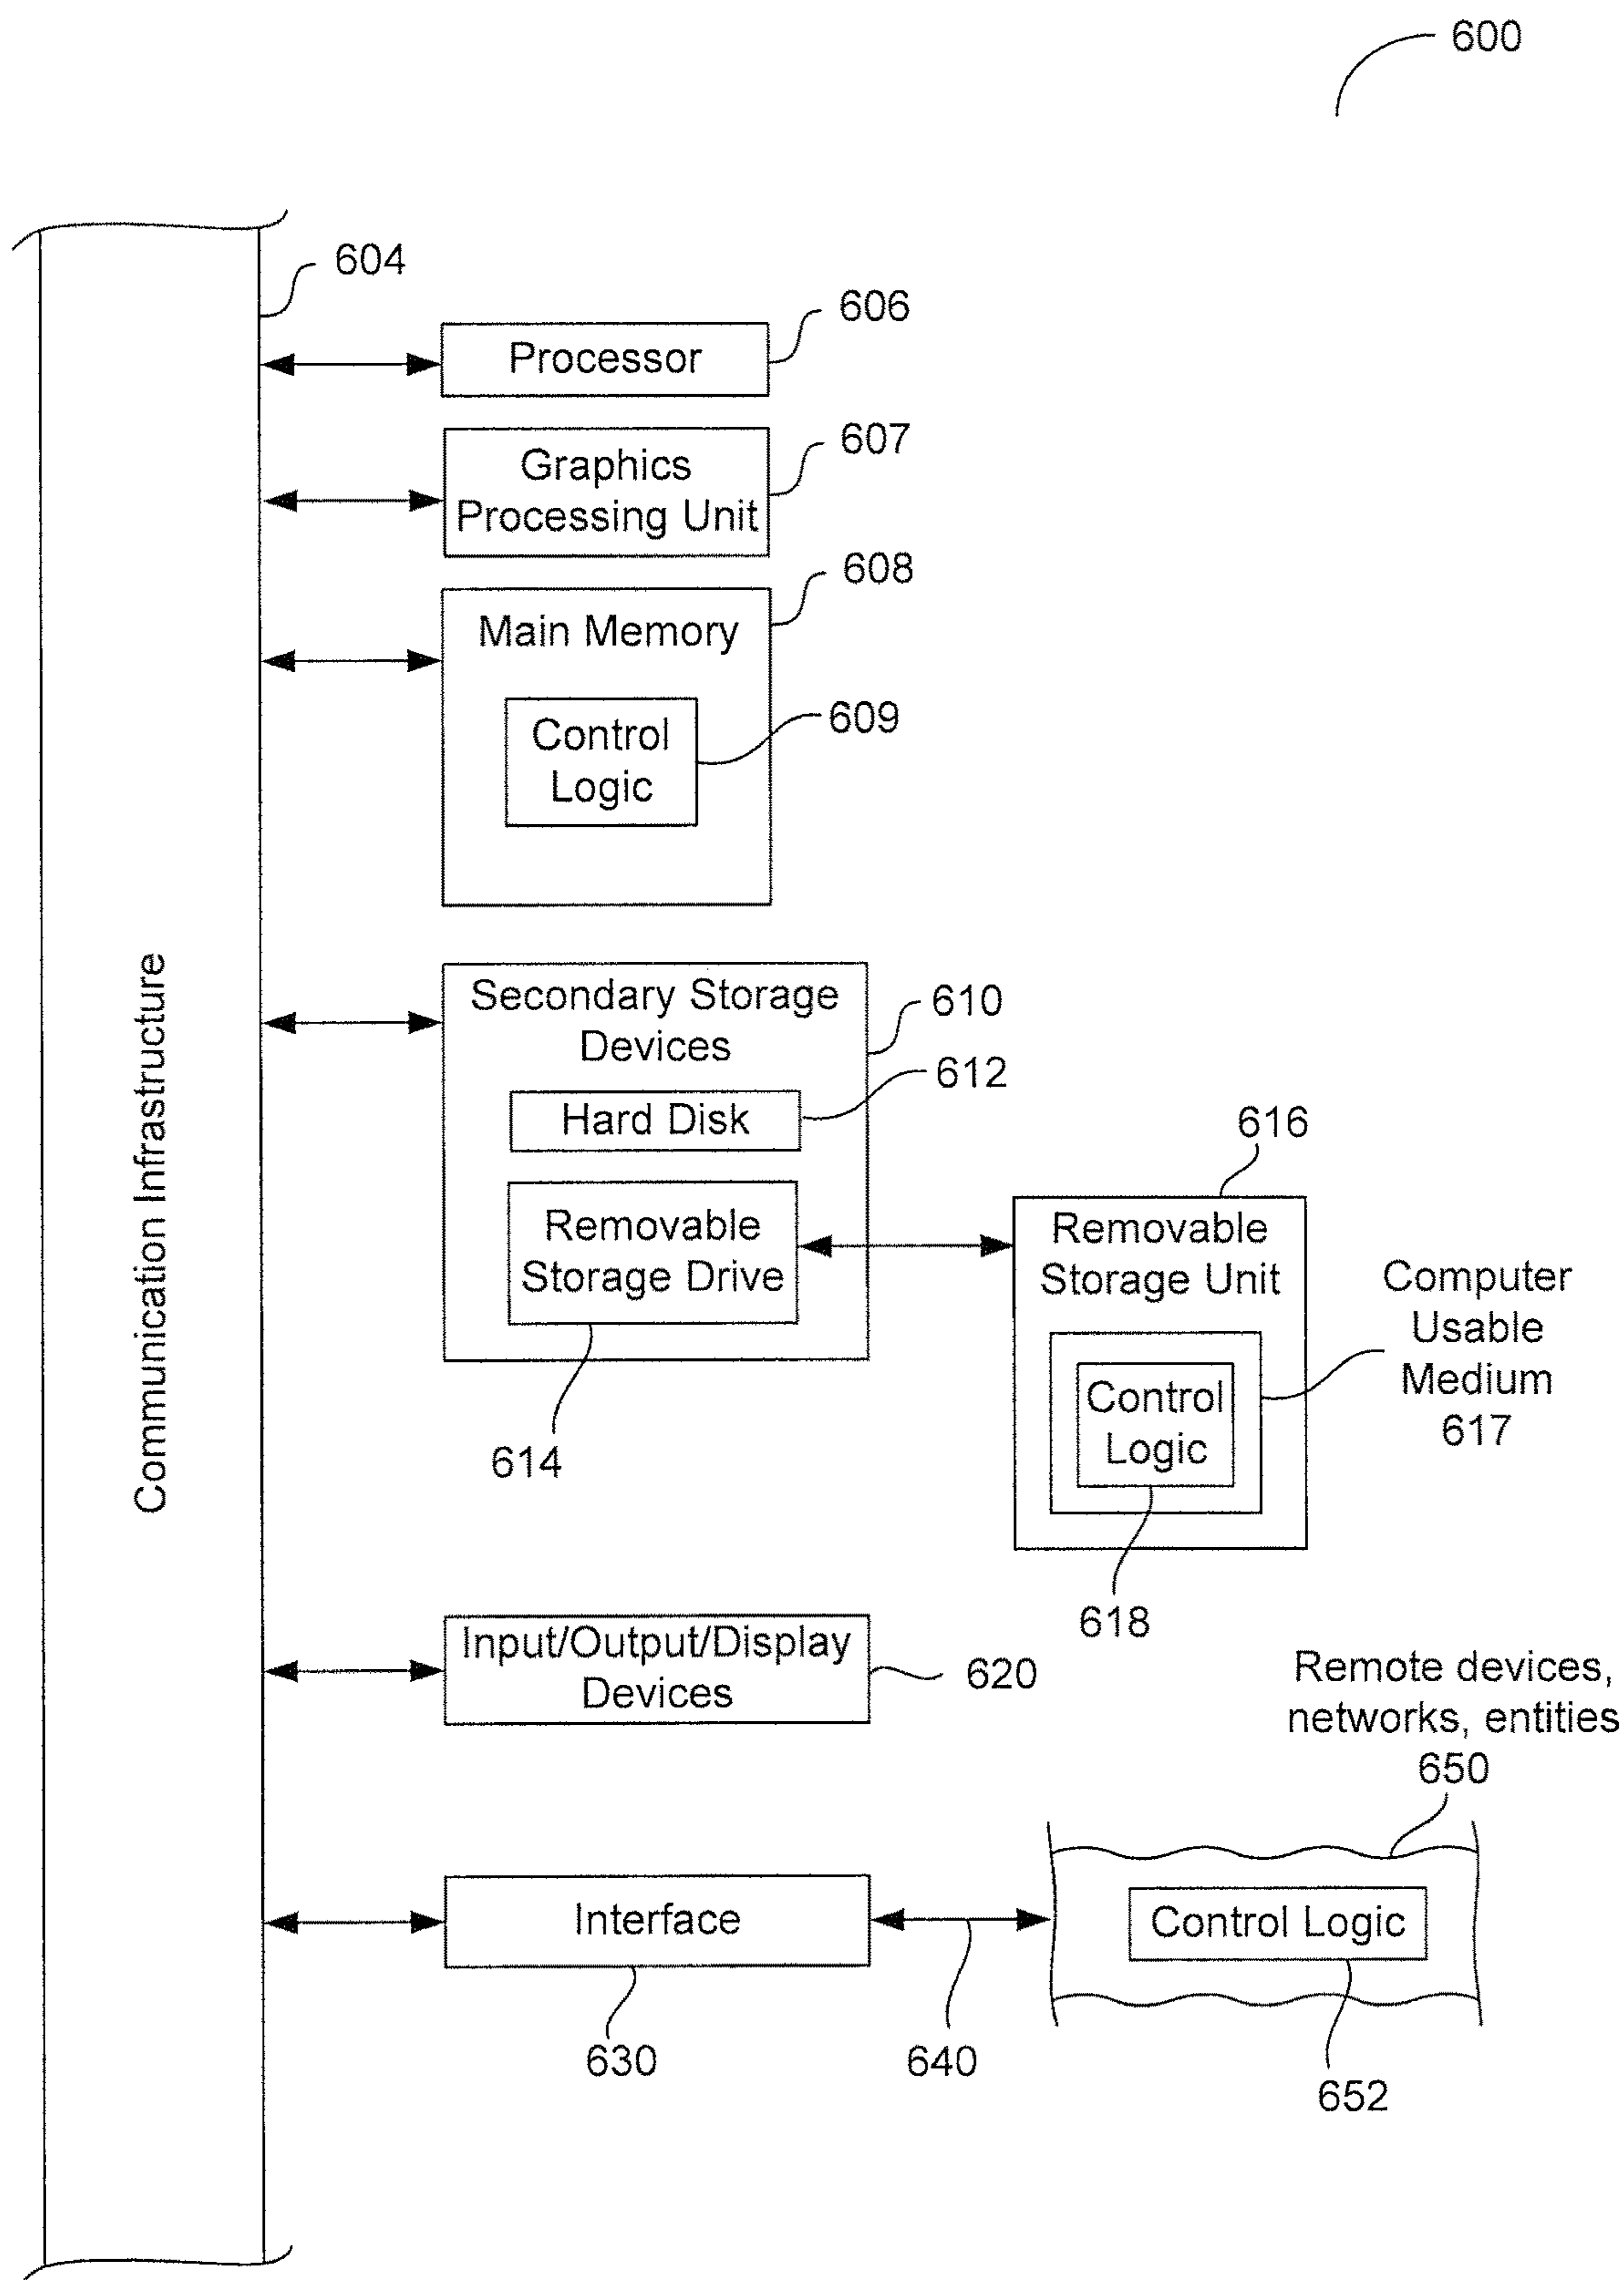 600
604
606
Processor
607
Graphics
Processing Unit
608
Main Memory
609
Control
Logic
Communication Infrastructure
Secondary Storage
Devices
610
612
Hard Disk
616
Removable
Storage Drive
Removable
Storage Unit
Computer
Usable
Medium
617
Control
Logic
614
618
Input/Output/Display
Devices
620
Remote devices,
networks, entities
650
Interface
Control Logic
630
640
652